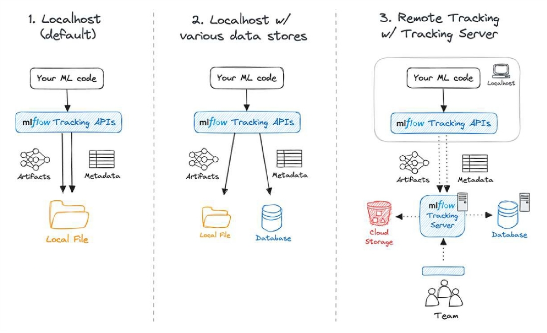 1. Localhost
(default)
Your ML code
mlflow Tracking APIs
Artifacts
Metadata
Local File
2. Localhost w/
various data stores
Your ML code
mlflow Tracking APIs
Artifacts
Metadata
Local File
Database
3. Remote Tracking
w/ Tracking Server
Your ML code
Localhost
mlflow Tracking APIs
Artifacts
Metadata
Cloud
Storage
mlflow
Tracking
Server
Database
Team